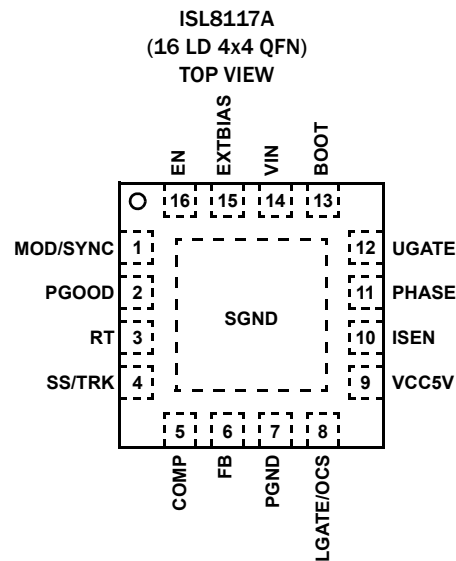 ISL8117A
(16 LD 4x4 QFN)
TOP VIEW
EN
EXTBIAS
VIN
BOOT
16
15
14
13
MOD/SYNC
1
12
UGATE
PGOOD
2
11
PHASE
SGND
RT
3
10
ISEN
SS/TRK
4
9
VCC5V
5
6
7
8
COMP
FB
PGND
LGATE/OCS